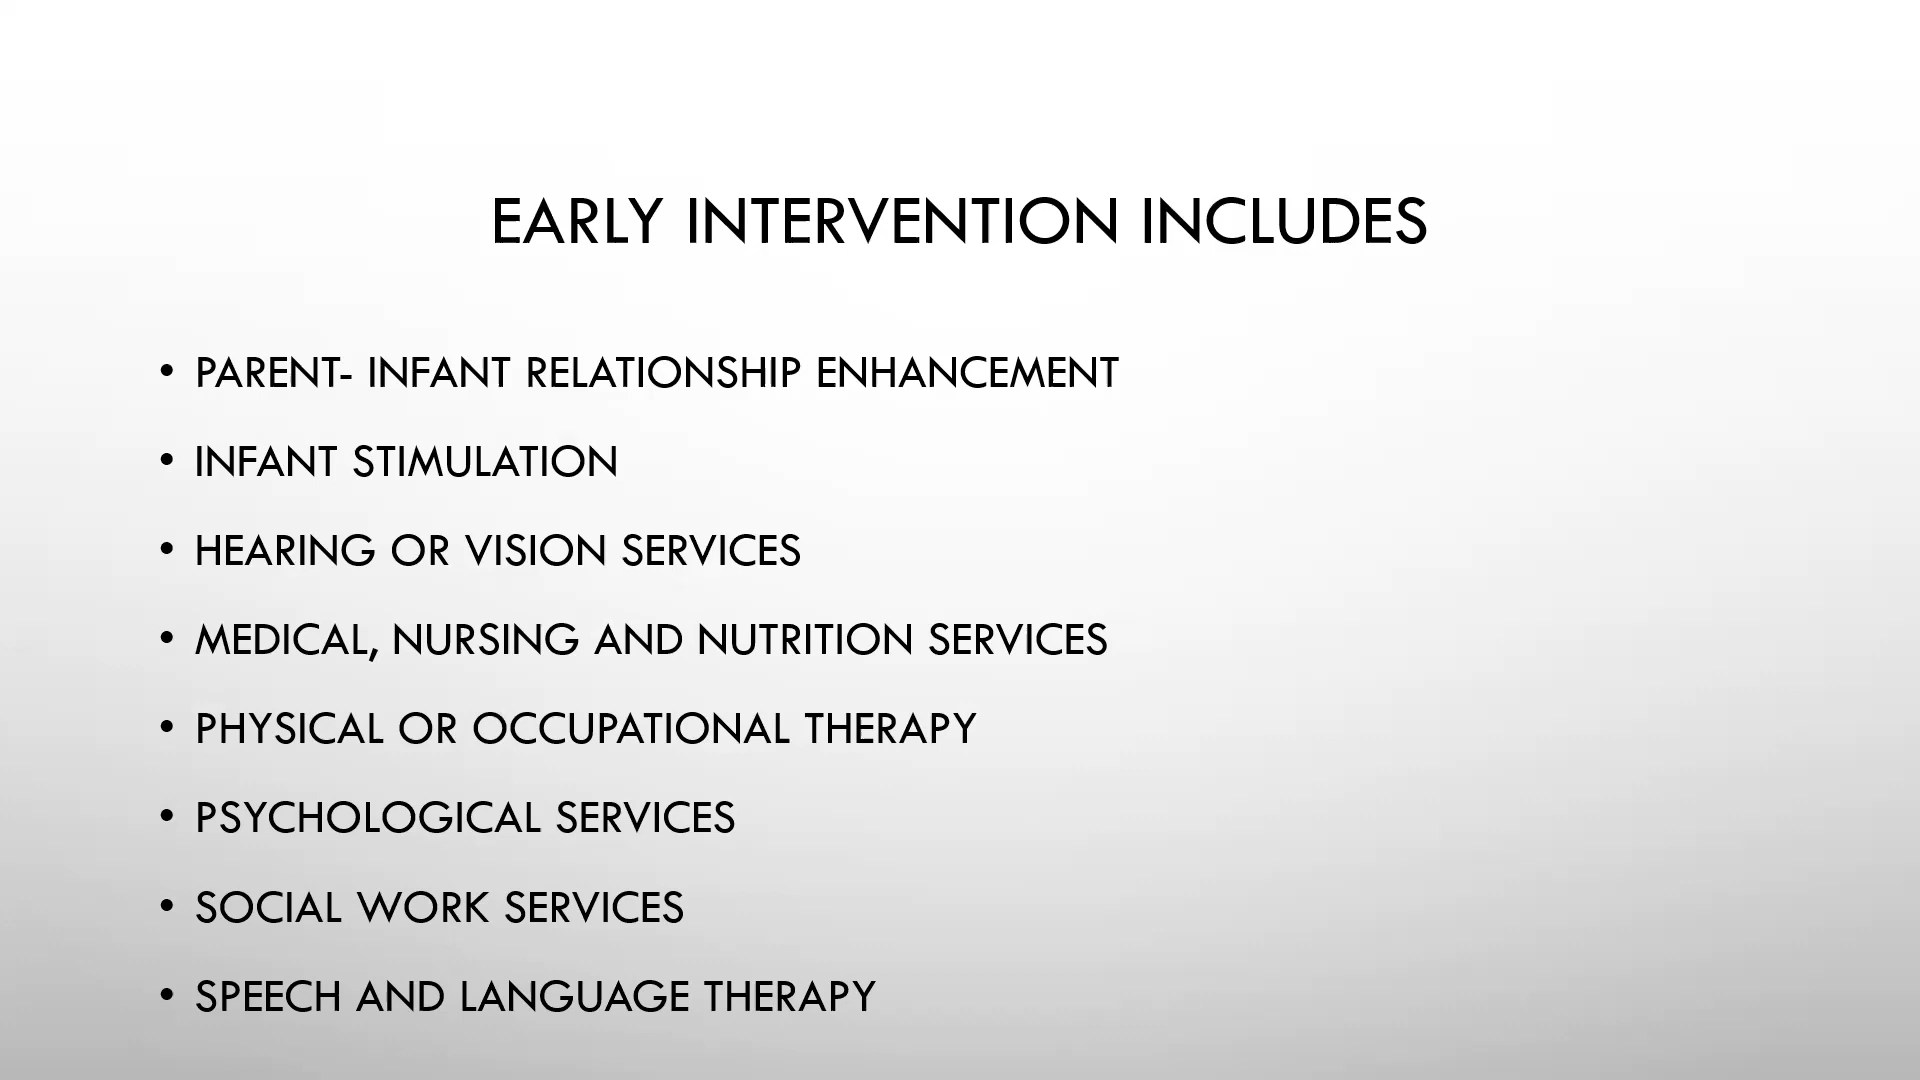 EARLY INTERVENTION INCLUDES
• PARENT- INFANT RELATIONSHIP ENHANCEMENT
• INFANT STIMULATION
• HEARING OR VISION SERVICES
• MEDICAL, NURSING AND NUTRITION SERVICES
• PHYSICAL OR OCCUPATIONAL THERAPY
• PSYCHOLOGICAL SERVICES
• SOCIAL WORK SERVICES
• SPEECH AND LANGUAGE THERAPY